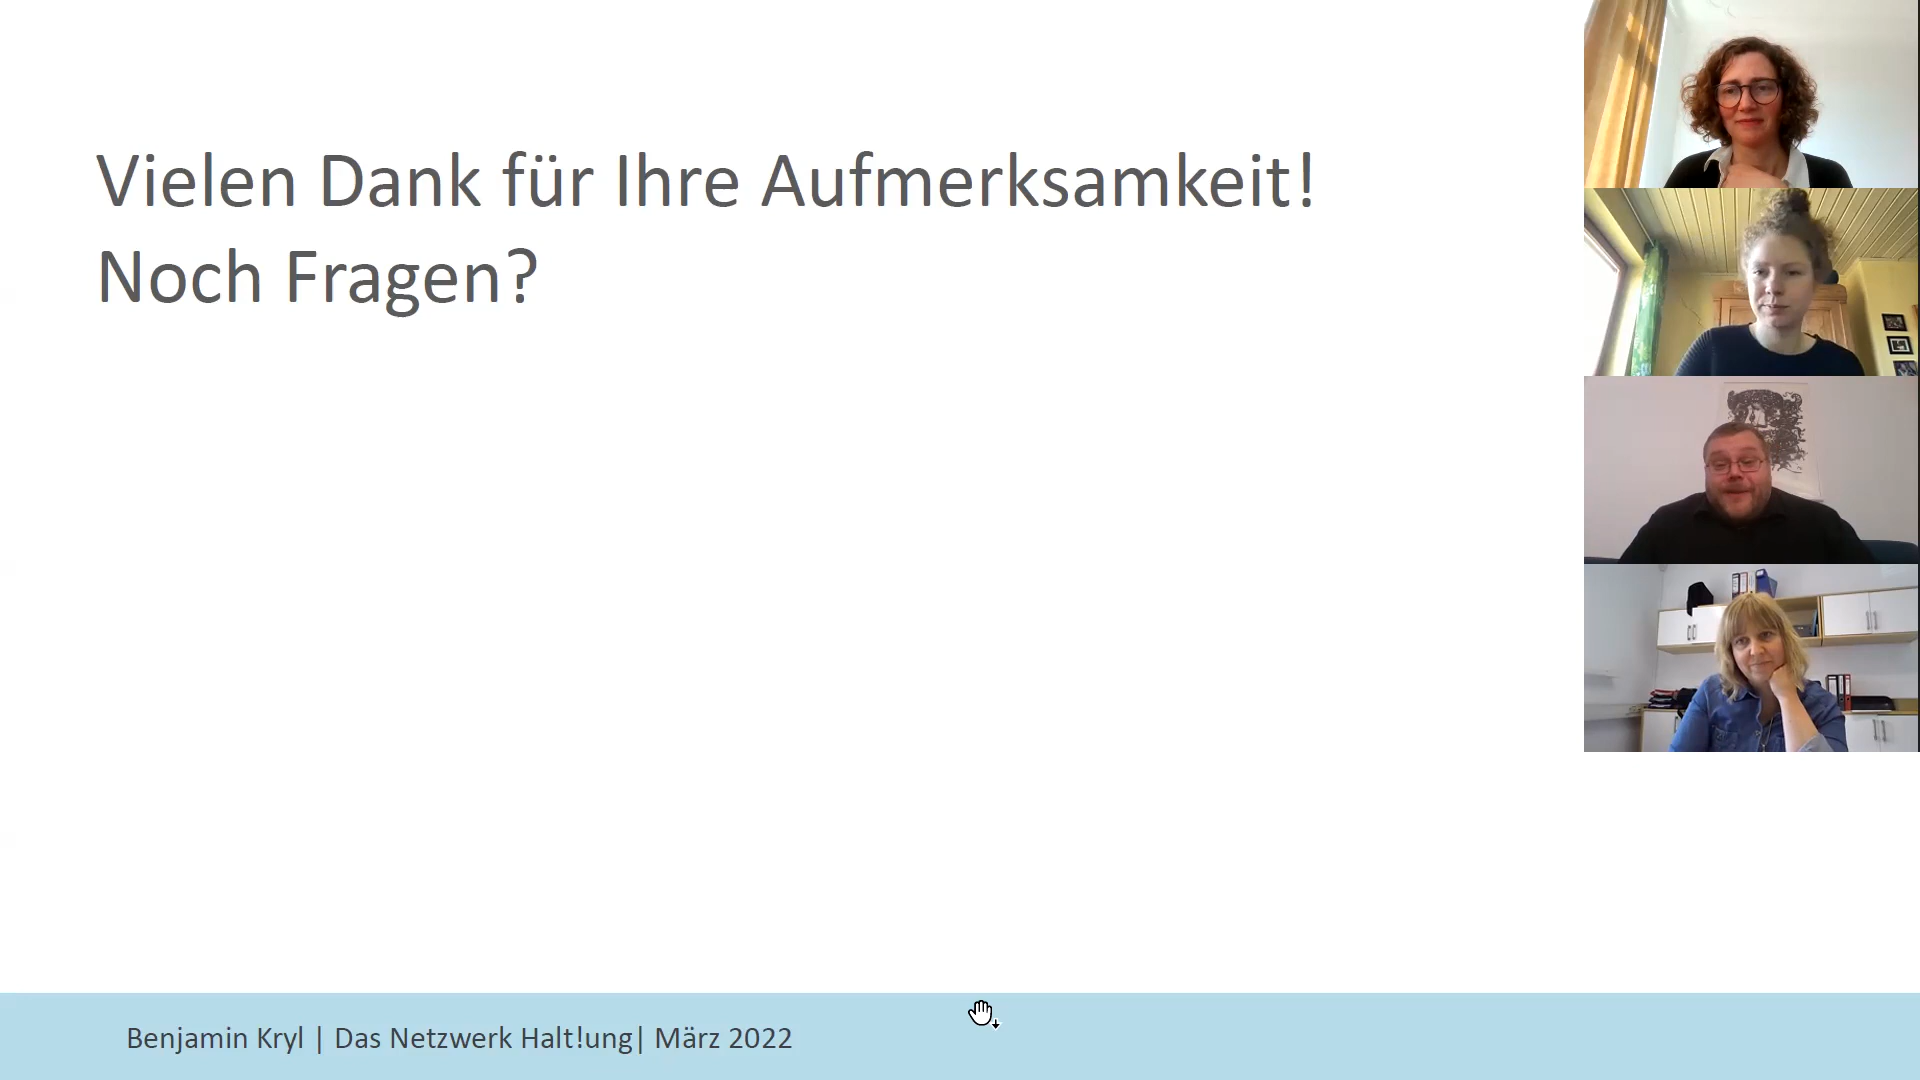 Vielen Dank für Ihre Aufmerksamkeit!
Noch Fragen?
Benjamin Kryl | Das Netzwerk Halt!ung| März 2022